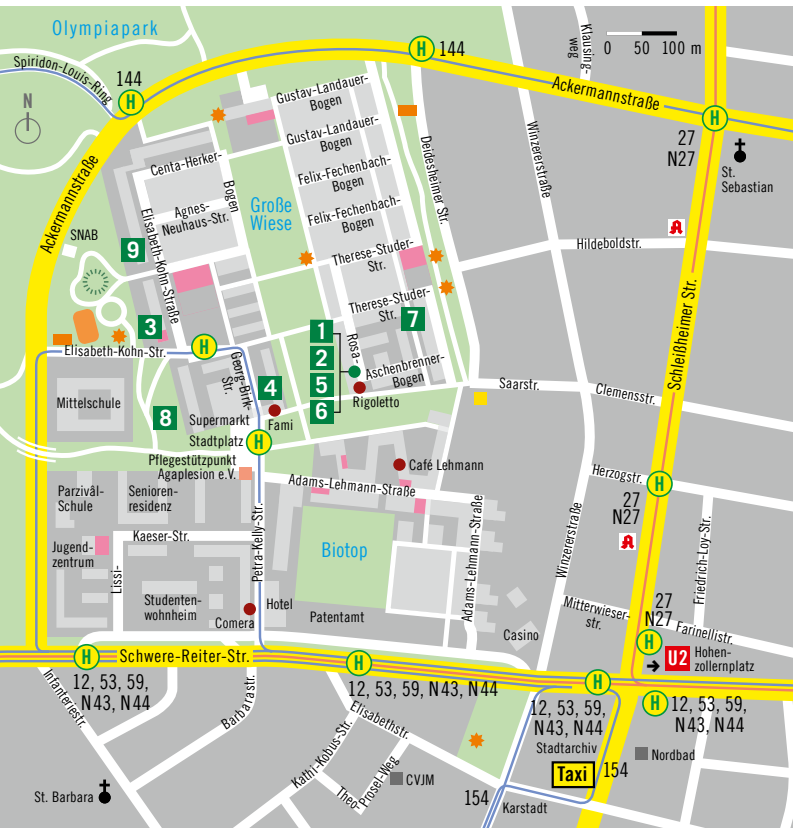 Olympiapark
Spiridon-Louis-Ring
144
H
H
144
Klausing-
weg
0 50 100 m
N
Ackermannstraße
H
27
N27
St.
Sebastian
Gustav-Landauer-
Bogen
Gustav-Landauer-
Bogen
Felix-Fechenbach-
Bogen
Felix-Fechenbach-
Bogen
Therese-Studer-
Str.
Therese-Studer-
Str.
Deidesheimer Str.
Winzererstraße
Centa-Herker-
Bogen
Agnes-
Neuhaus-Str.
Große
Wiese
Ackermannstraße
SNAB
9
Elisabeth-Kohn-Straße
Hildeboldstr.
A
Schleißheimer Str.
3
Elisabeth-Kohn-Str.
H
Georg-Birk-
Str.
1
2
5
6
7
Rosa-
Aschenbrenner-
Bogen
Rigoletto
4
Fami
8
Supermarkt
Stadtplatz
H
Mittelschule
Saarstr.
Clemensstr.
Pflegestützpunkt
Agaplesion e.V.
Café Lehmann
Adams-Lehmann-Straße
Herzogstr.
H
27
N27
A
Parzivâl-
Schule
Senioren-
residenz
Kaeser-Str.
Lissi-
Jugend-
zentrum
Petra-Kelly-Str.
Biotop
Adams-Lehmann-Straße
Winzererstraße
Friedrich-Loy-Str.
Studenten-
wohnheim
Hotel
Comera
Patentamt
Casino
Mitterwieser-
str.
27
N27
H
Farinellistr.
U2
Hohen-
zollernplatz
H
Schwere-Reiter-Str.
H
12, 53, 59,
N43, N44
12, 53, 59, N43, N44
H
12, 53, 59,
N43, N44
H
12, 53, 59,
N43, N44
Infanteriestr.
Barbarastr.
Elisabethstr.
Kathi-Kobus-Str.
Theo-
Prosel-Weg
CVJM
Stadtarchiv
Nordbad
Taxi
154
154
Karstadt
St. Barbara